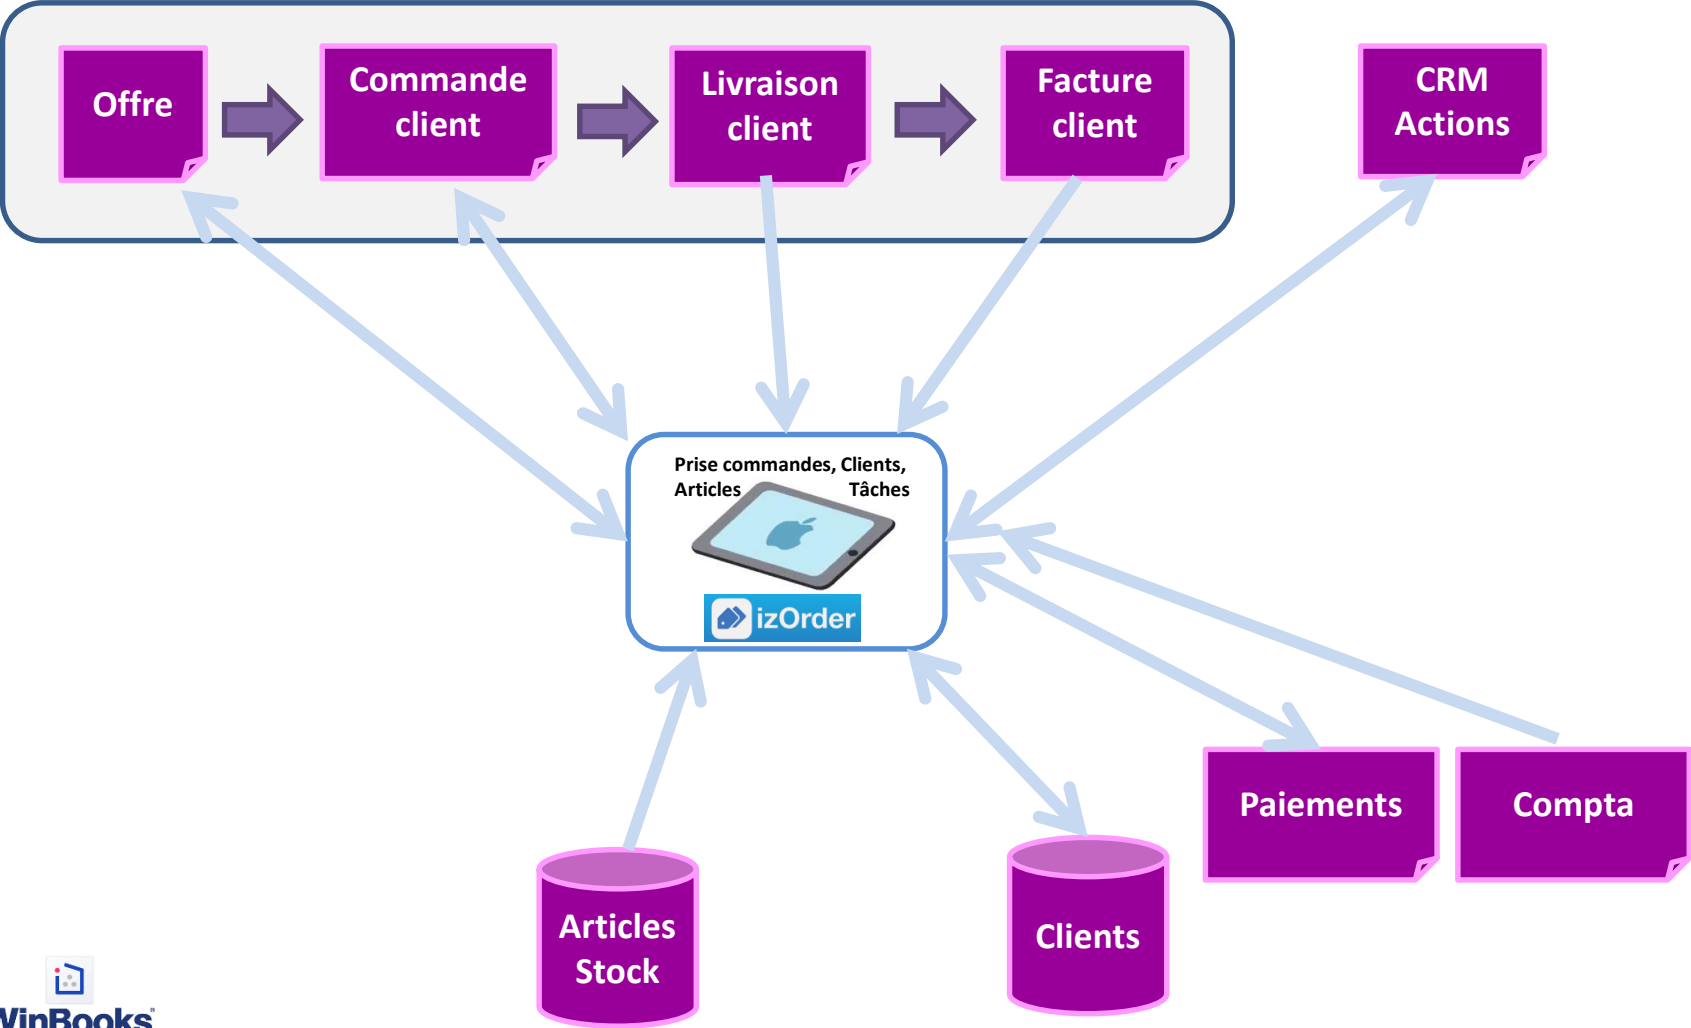 Offre
Commande
client
Livraison
client
Facture
client
CRM
Actions
Prise commandes, Clients,
Articles Tâches
izOrder
Paiements
Compta
Articles
Stock
Clients
WinBooks